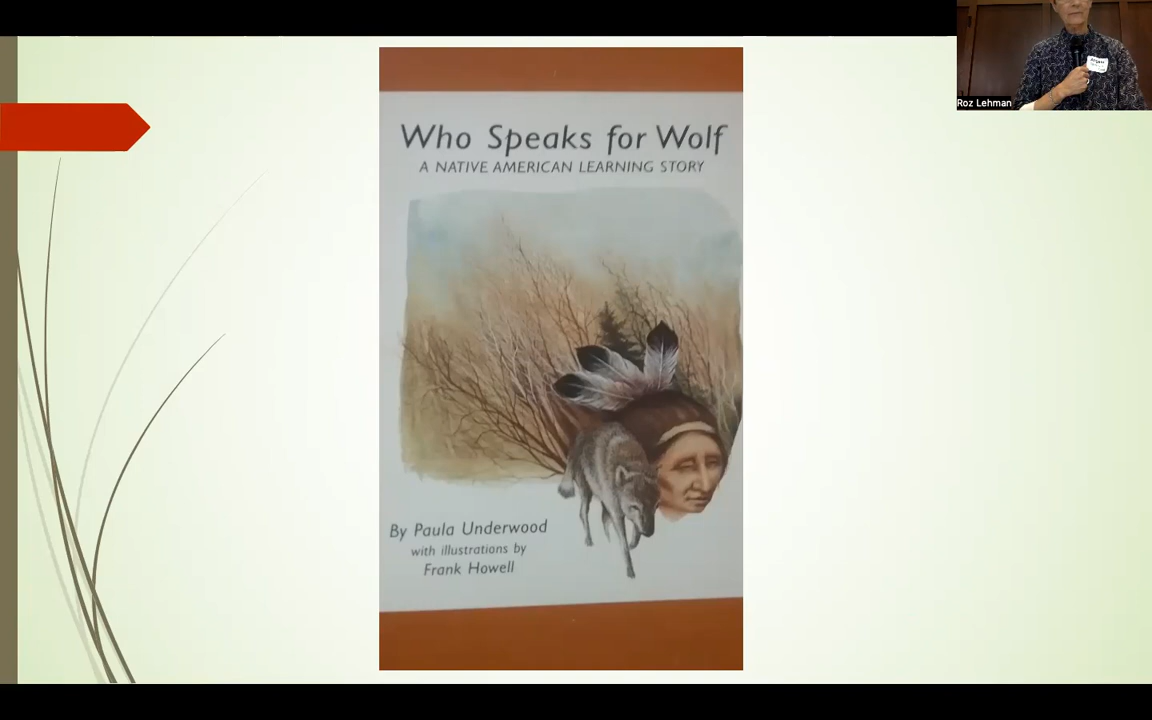 Who Speaks for Wolf
A NATIVE AMERICAN LEARNING STORY
By Paula Underwood
with illustrations by
Frank Howell
Roz Lehman